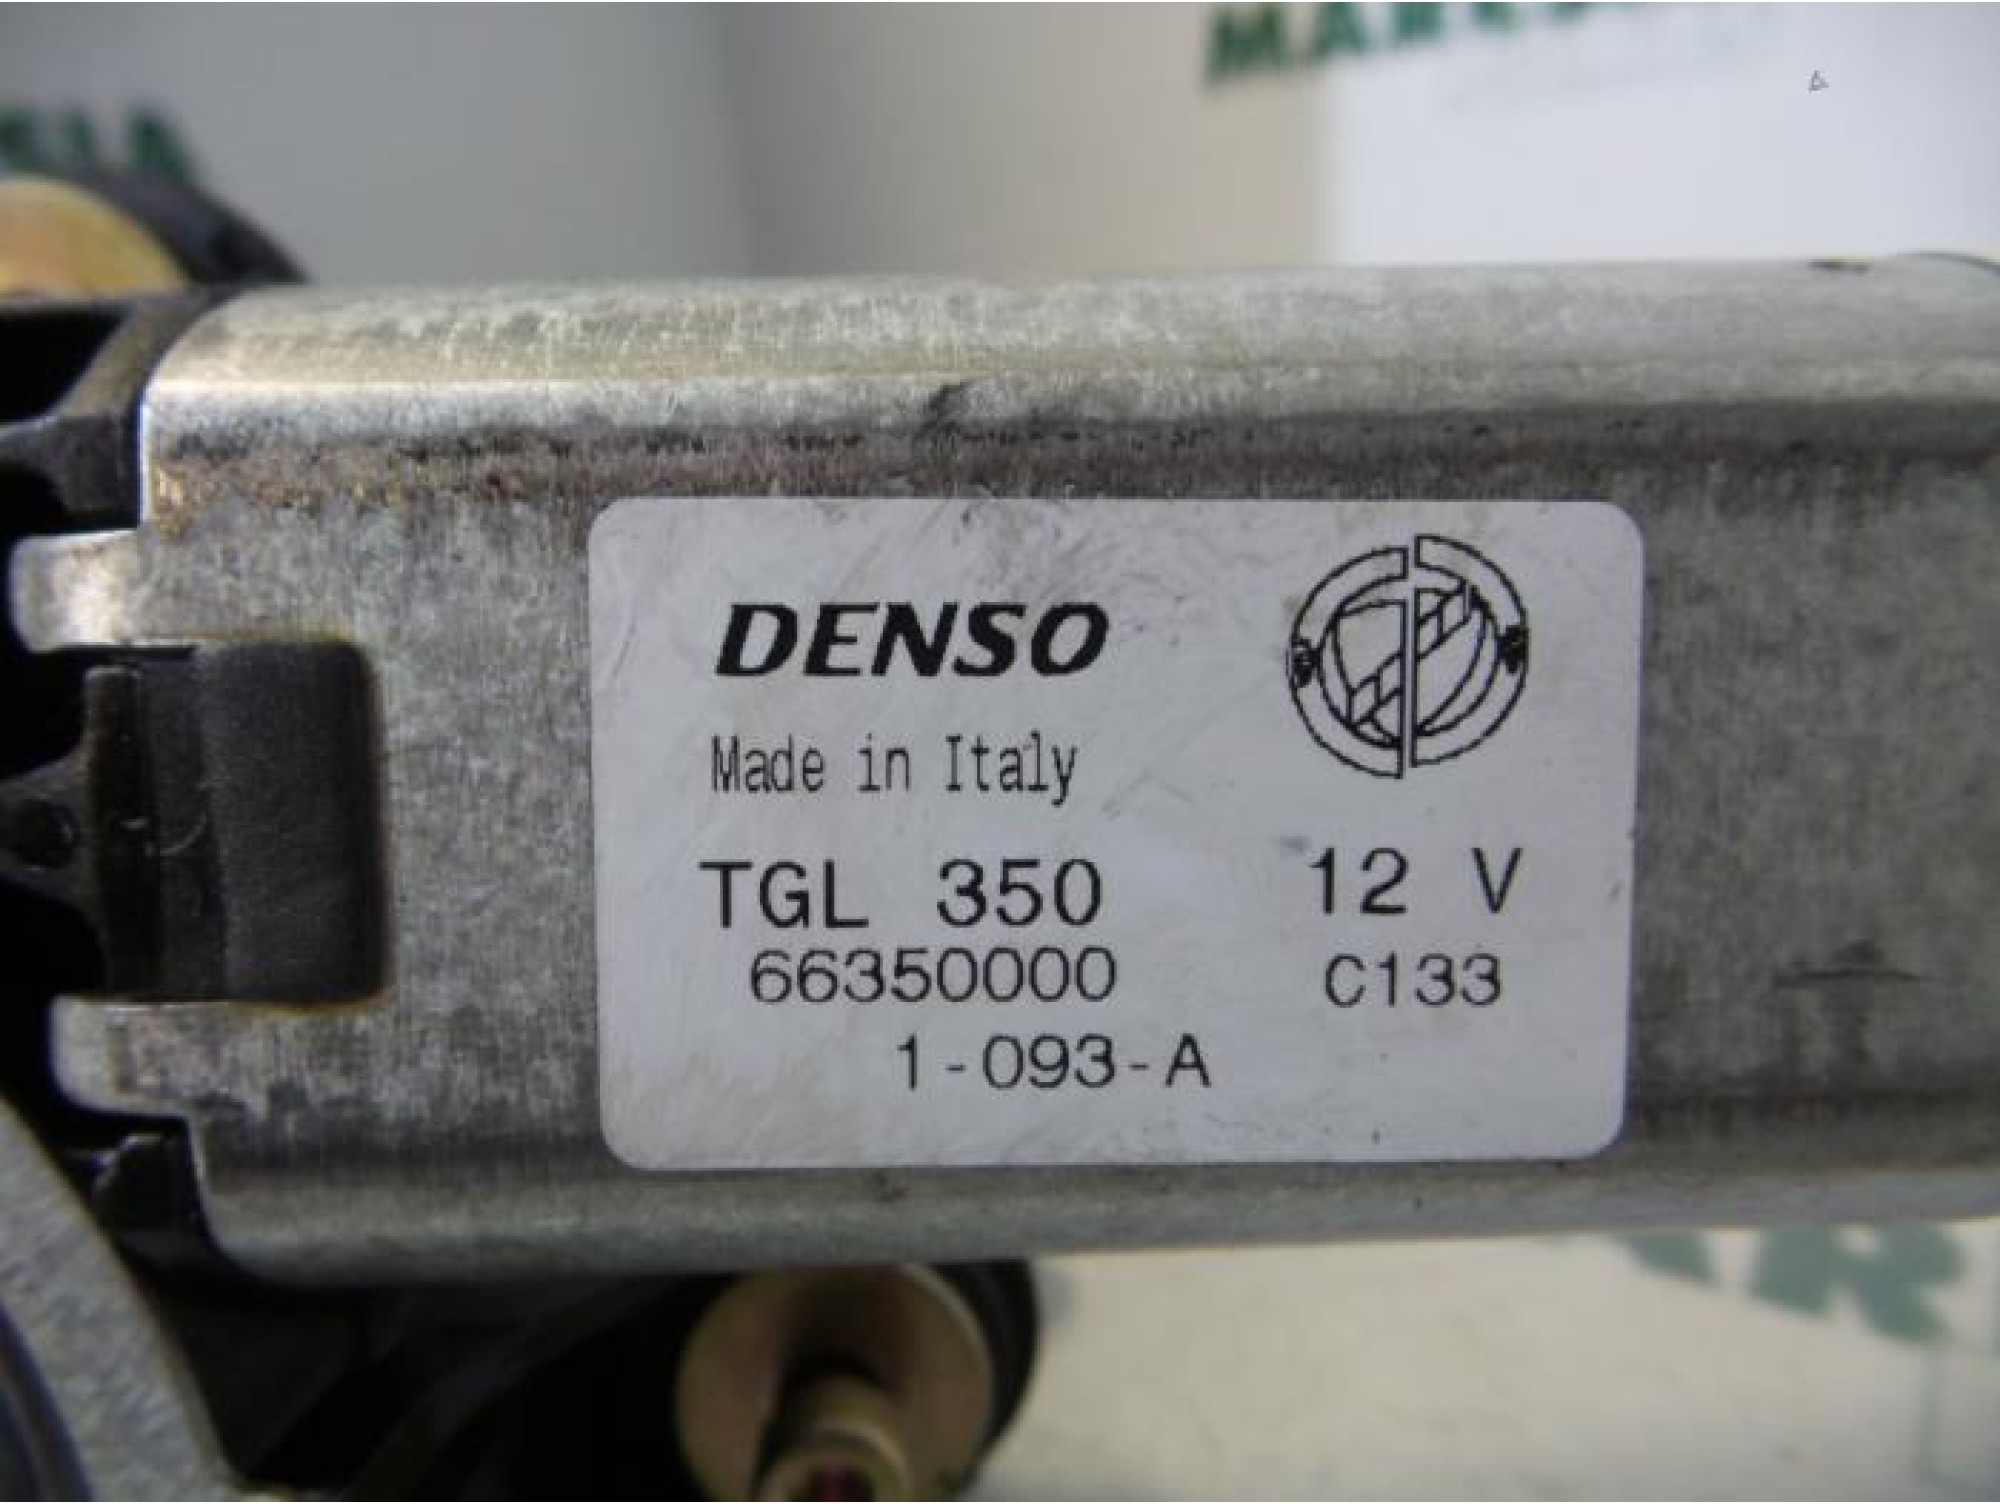 DENSO
Made in Italy
TGL 350 12 V
66350000 C133
1-093-A